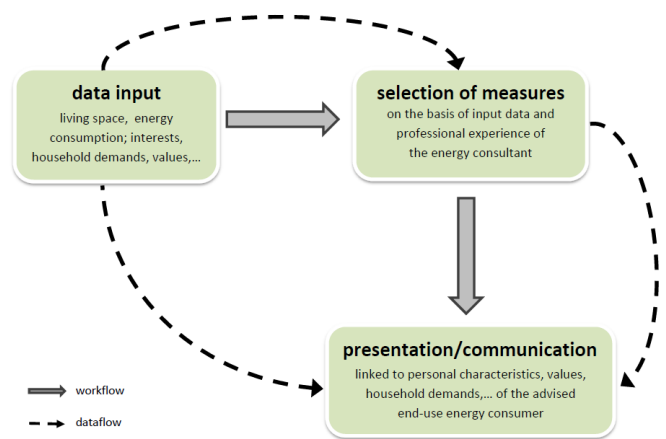 data input
living space, energy
consumption; interests,
household demands, values,...
selection of measures
on the basis of input data and
professional experience of
the energy consultant
presentation/communication
linked to personal characteristics, values,
household demands,... of the advised
end-use energy consumer
workflow
dataflow